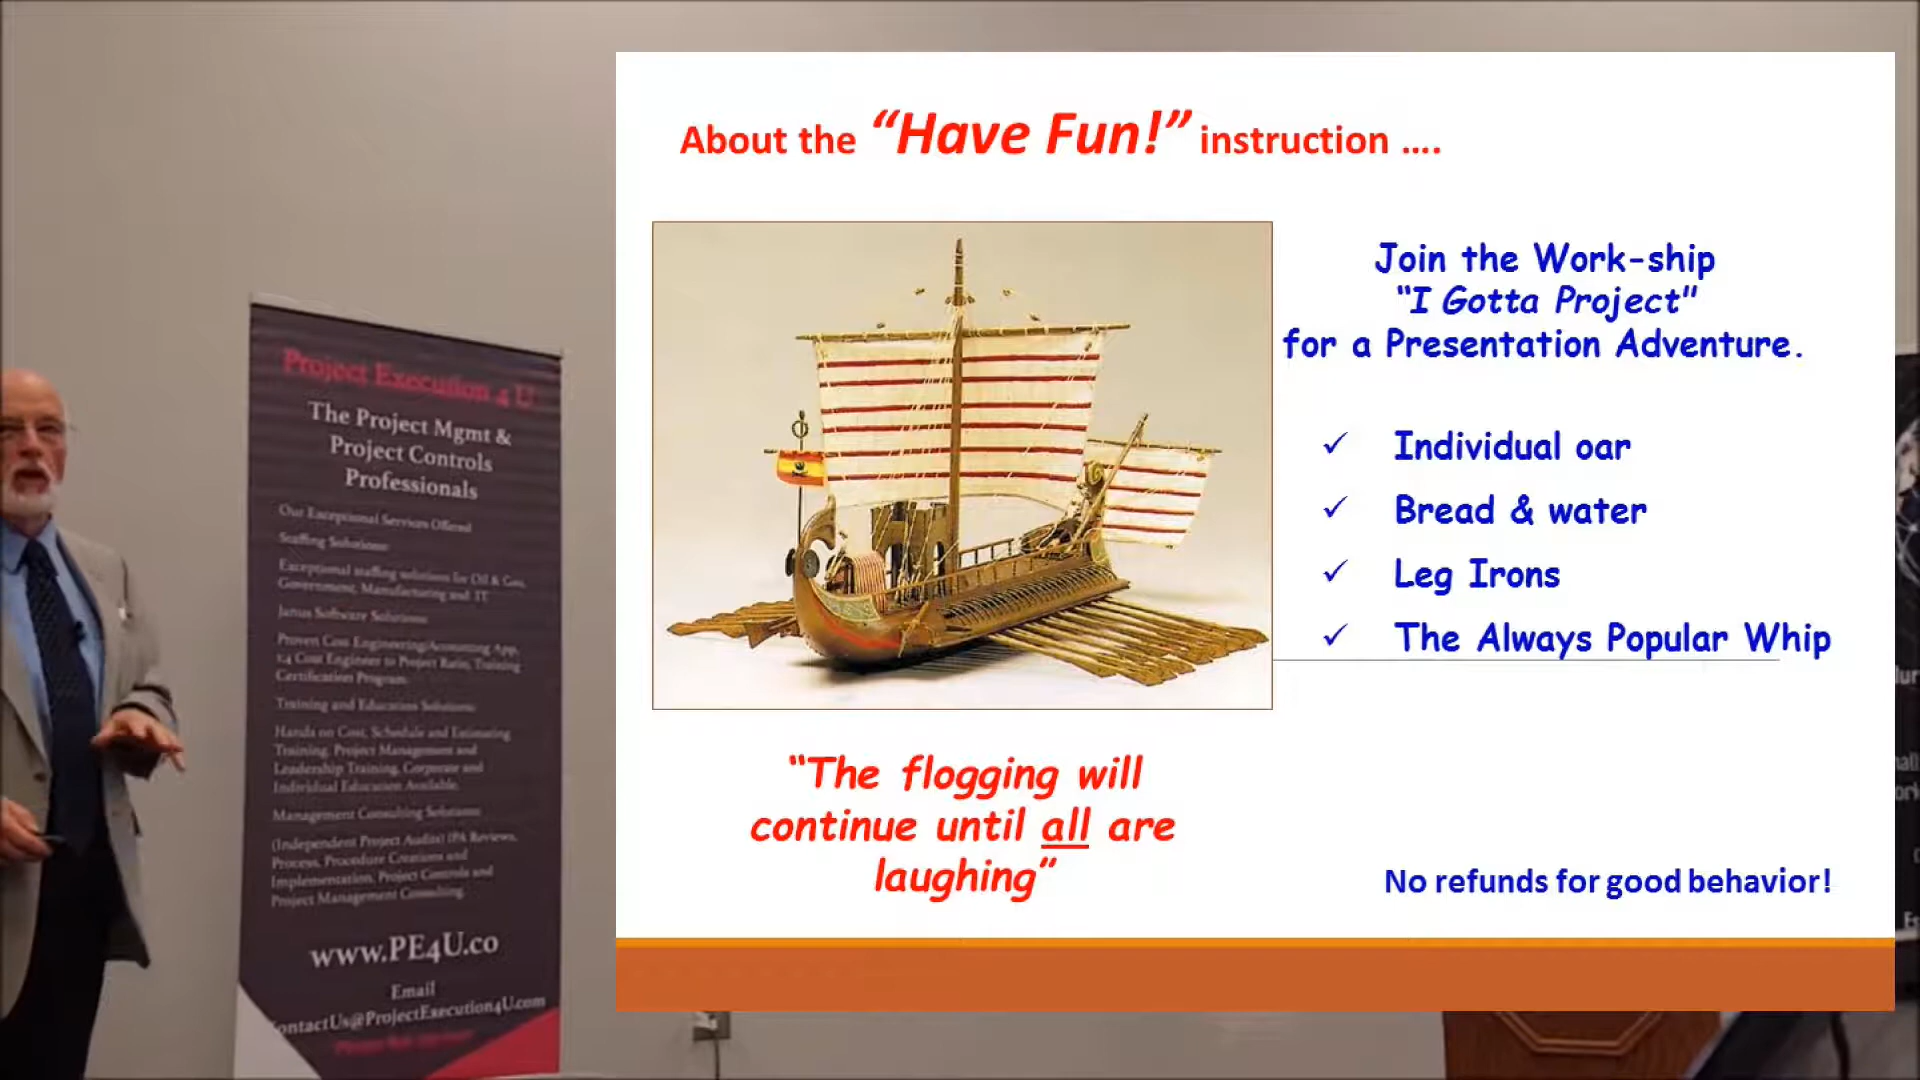 About the “Have Fun!” instruction ....
Join the Work-ship
“I Gotta Project"
for a Presentation Adventure.
✓ Individual oar
✓ Bread & water
✓ Leg Irons
✓ The Always Popular Whip
“The flogging will
continue until all are
laughing”
No refunds for good behavior!
Project Execution 4 U
The Project Mgmt &
Project Controls
Professionals
Our Exceptional Services Offered
Staffing Solutions:
Exceptional staffing solutions for Oil & Gas,
Government, Manufacturing and IT
Janus Software Solutions:
Proven Cost Engineering/Accounting App,
1:4 Cost Engineer to Project Ratio, Training
Certification Program.
Training and Education Solutions:
Hands on Cost, Schedule and Estimating
Training, Project Management and
Leadership Training, Corporate and
Individual Education Available.
Management Consulting Solutions:
(Independent Project Audits) IPA Reviews,
Process, Procedure Creations and
Implementation, Project Controls and
Project Management Consulting.
www.PE4U.co
Email
ContactUs@ProjectExecution4U.com